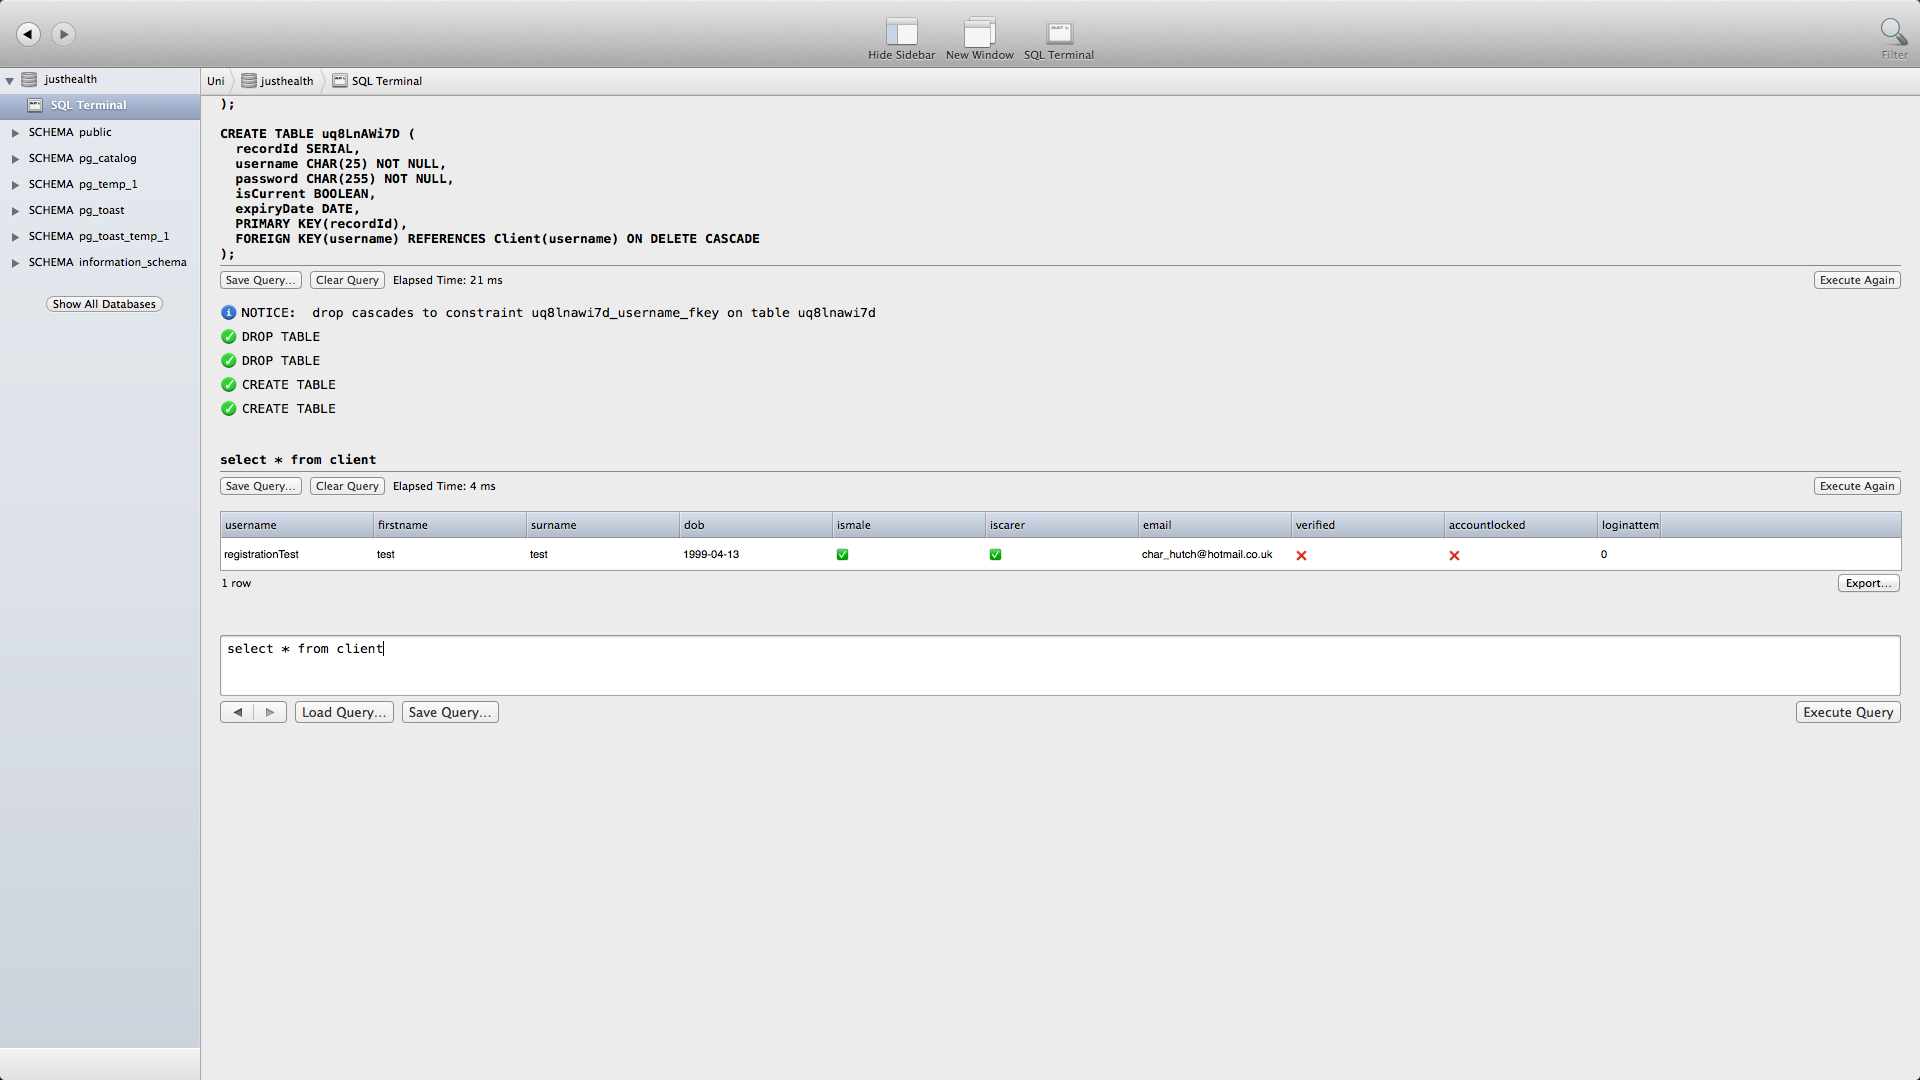 Hide Sidebar
New Window
SQL Terminal
Filter
justhealth
SQL Terminal
SCHEMA public
SCHEMA pg_catalog
SCHEMA pg_temp_1
SCHEMA pg_toast
SCHEMA pg_toast_temp_1
SCHEMA information_schema
Show All Databases
Uni justhealth SQL Terminal
);
CREATE TABLE uq8LnAWi7D (
recordId SERIAL,
username CHAR(25) NOT NULL,
password CHAR(255) NOT NULL,
isCurrent BOOLEAN,
expiryDate DATE,
PRIMARY KEY(recordId),
FOREIGN KEY(username) REFERENCES Client(username) ON DELETE CASCADE
);
Save Query... Clear Query Elapsed Time: 21 ms Execute Again
NOTICE: drop cascades to constraint uq8lnawi7d_username_fkey on table uq8lnawi7d
DROP TABLE
DROP TABLE
CREATE TABLE
CREATE TABLE
select * from client
Save Query... Clear Query Elapsed Time: 4 ms Execute Again
username firstname surname dob ismale iscarer email verified accountlocked loginattem
registrationTest test test 1999-04-13 char_hutch@hotmail.co.uk 0
1 row Export...
select * from client
Load Query... Save Query... Execute Query